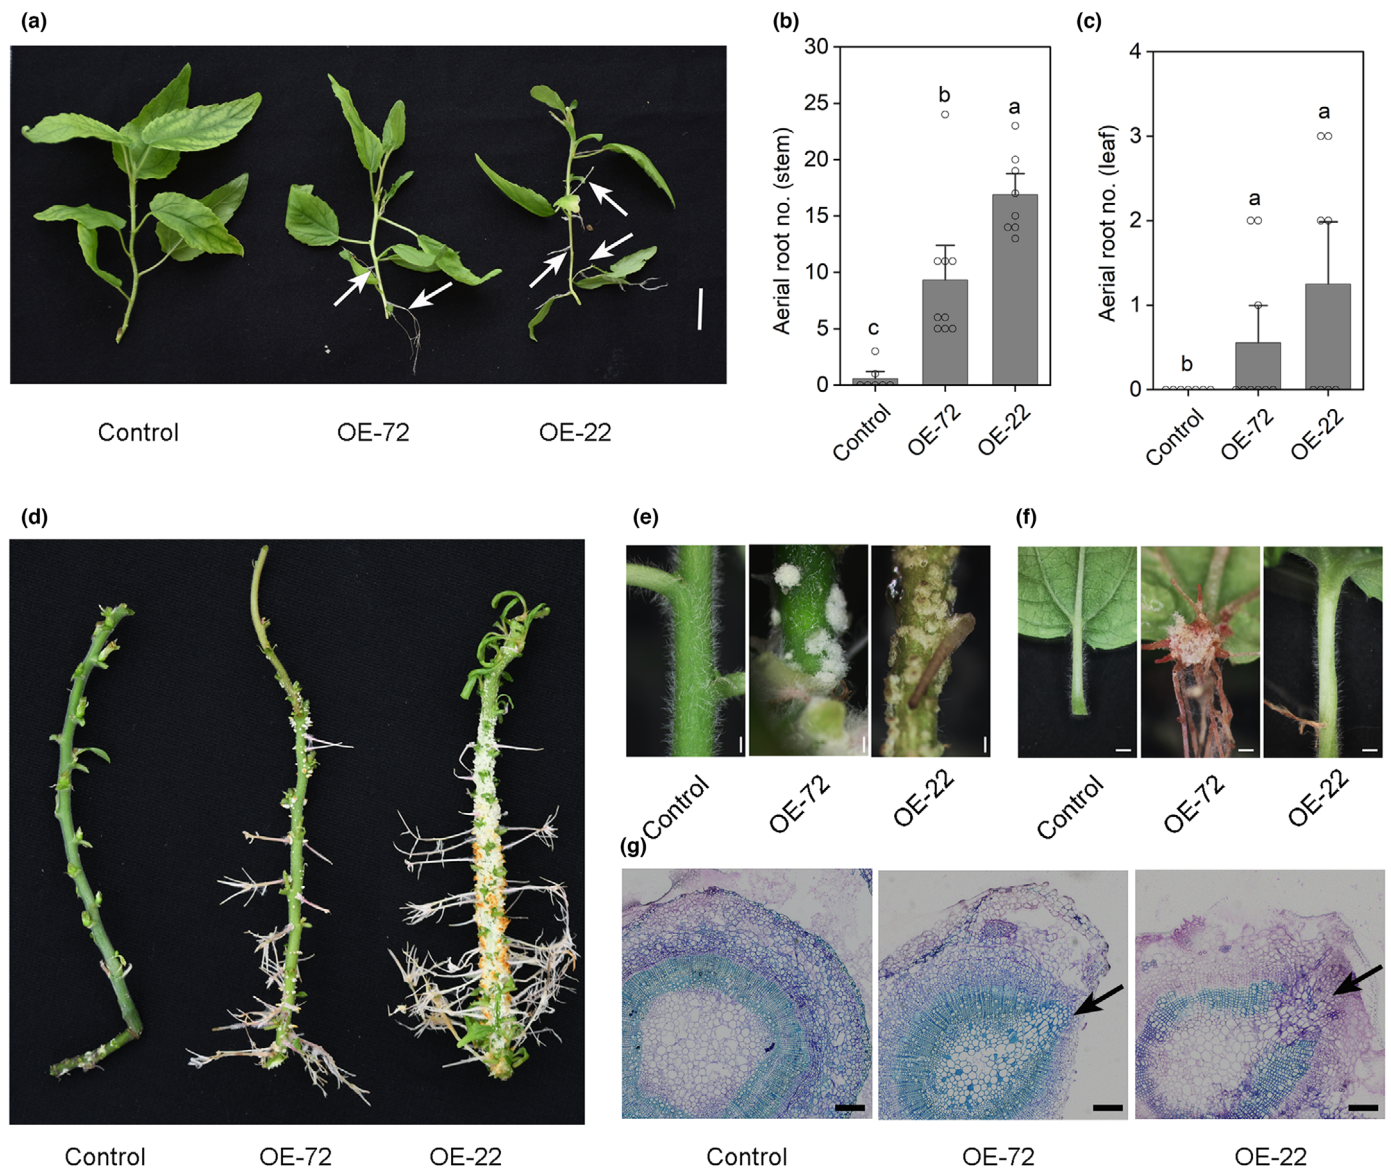 (a)
Control OE-72 OE-22
(b)
Aerial root no. (stem)
30
25
20
15
10
5
0
c
b
a
Control OE-72 OE-22
(c)
Aerial root no. (leaf)
4
3
2
1
0
b
a
a
Control OE-72 OE-22
(d)
Control OE-72 OE-22
(e)
Control OE-72 OE-22
(f)
Control OE-72 OE-22
(g)
Control OE-72 OE-22